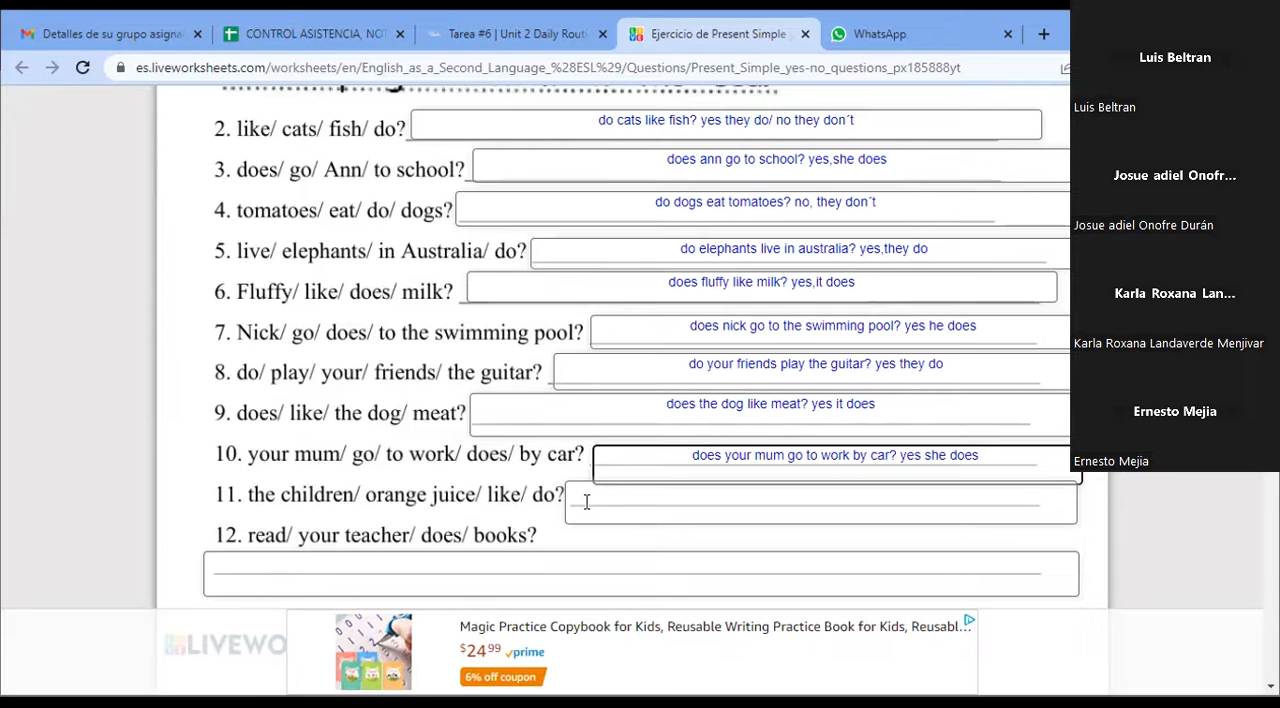 Detalles de su grupo asigna
CONTROL ASISTENCIA, NOT
Tarea #6 | Unit 2 Daily Routi
Ejercicio de Present Simple
WhatsApp
es.liveworksheets.com/worksheets/en/English_as_a_Second_Language_%28ESL%29/Questions/Present_Simple_yes-no_questions_px185888yt
2. like/ cats/ fish/ do? do cats like fish? yes they do/ no they don´t
3. does/ go/ Ann/ to school? does ann go to school? yes,she does
4. tomatoes/ eat/ do/ dogs? do dogs eat tomatoes? no, they don´t
5. live/ elephants/ in Australia/ do? do elephants live in australia? yes,they do
6. Fluffy/ like/ does/ milk? does fluffy like milk? yes,it does
7. Nick/ go/ does/ to the swimming pool? does nick go to the swimming pool? yes he does
8. do/ play/ your/ friends/ the guitar? do your friends play the guitar? yes they do
9. does/ like/ the dog/ meat? does the dog like meat? yes it does
10. your mum/ go/ to work/ does/ by car? does your mum go to work by car? yes she does
11. the children/ orange juice/ like/ do?
12. read/ your teacher/ does/ books?
LIVEWO
Magic Practice Copybook for Kids, Reusable Writing Practice Book for Kids, Reusabl...
$24.99 prime
6% off coupon
Luis Beltran
Luis Beltran
Josue adiel Onofr...
Josue adiel Onofre Durán
Karla Roxana Lan...
Karla Roxana Landaverde Menjivar
Ernesto Mejia
Ernesto Mejia